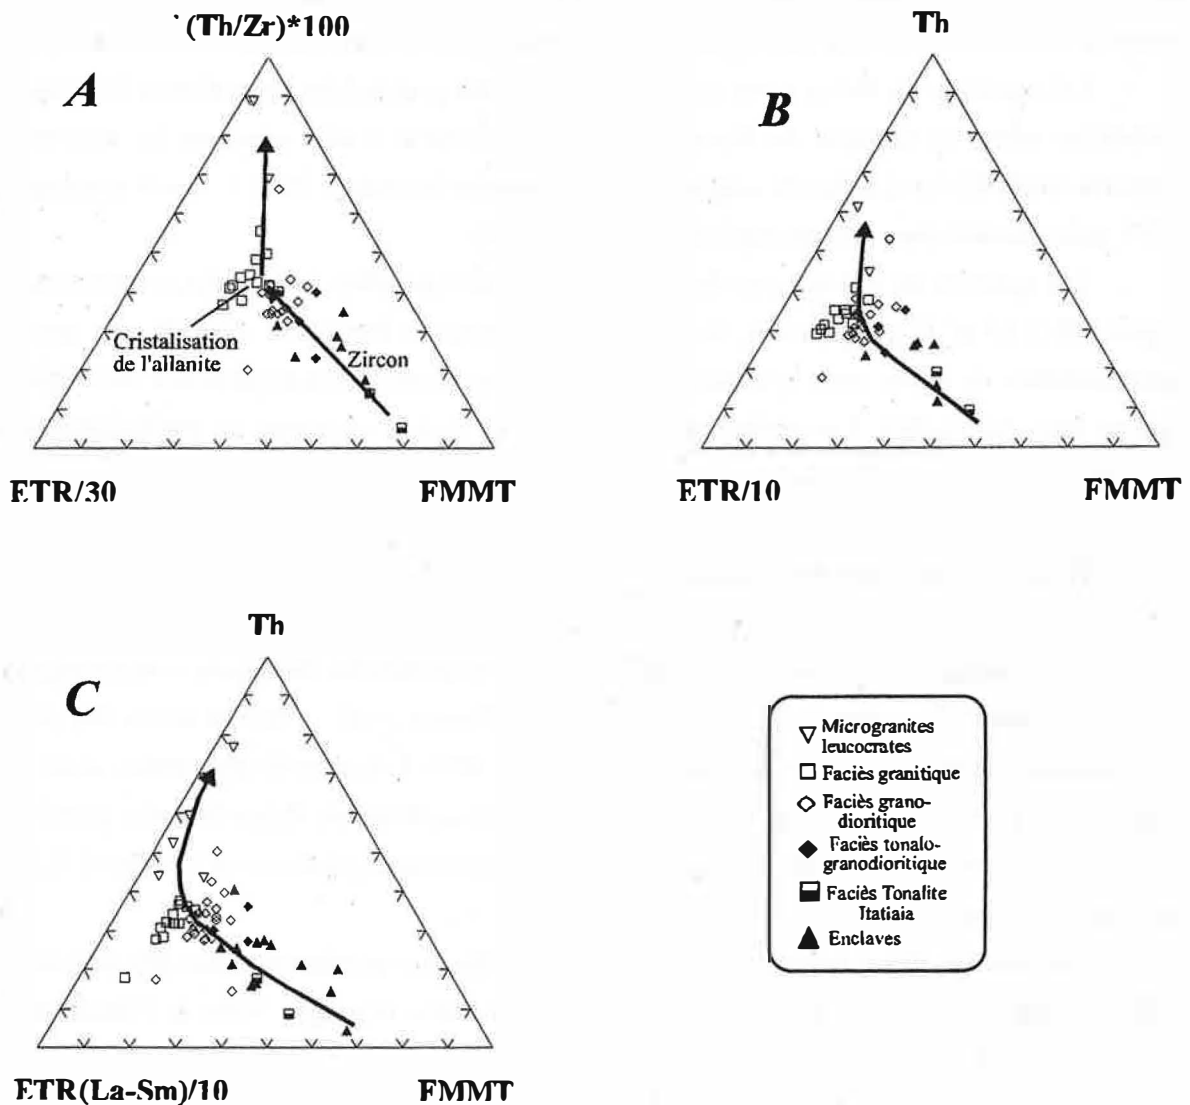 (Th/Zr)*100
A
Cristalisation
de l'allanite
Zircon
ETR/30
FMMT
Th
B
ETR/10
FMMT
Th
C
ETR(La-Sm)/10
FMMT
Microgranites
leucocrates
Faciès granitique
Faciès grano-
dioritique
Faciès tonalo-
granodioritique
Faciès Tonalite
Itatiaia
Enclaves